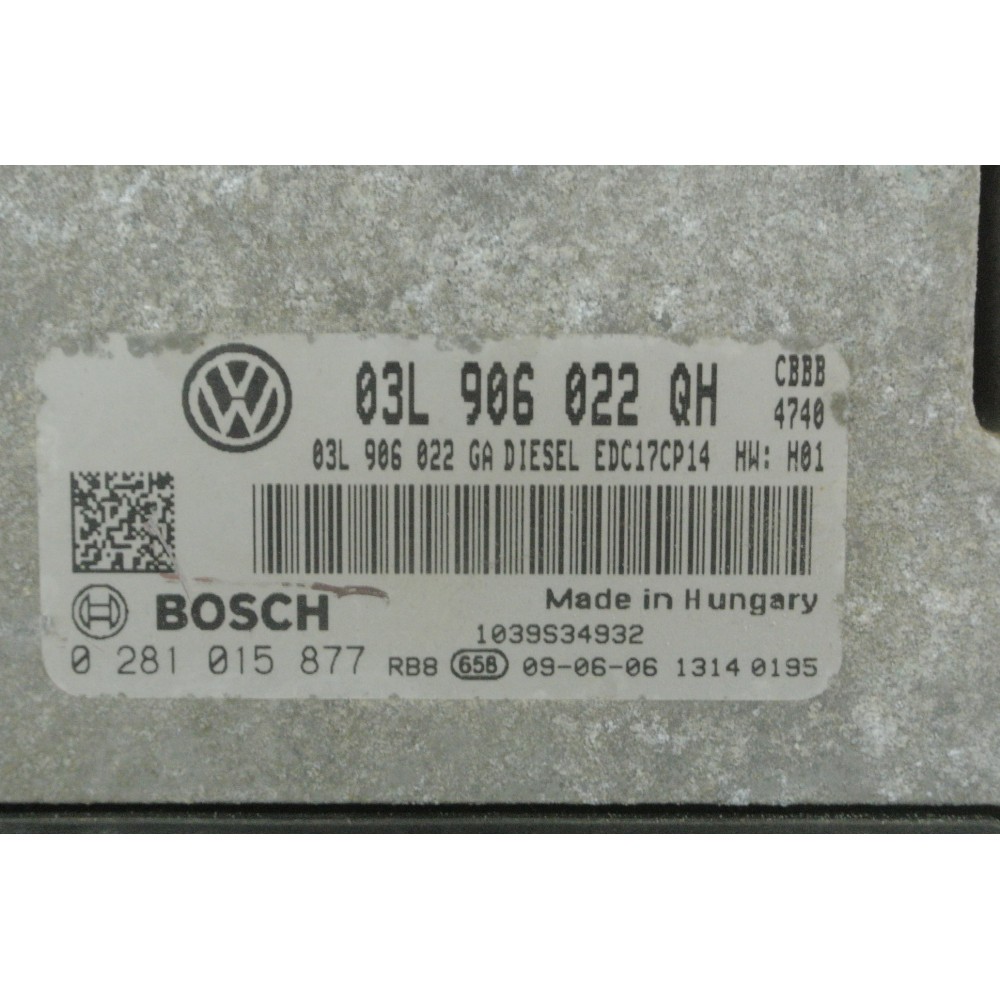 03L 906 022 QH CBBB
4740
03L 906 022 GA DIESEL EDC17CP14 HW: H01
Made in Hungary
BOSCH
1039S34932
0 281 015 877 RB8 658 09-06-06 1314 0195